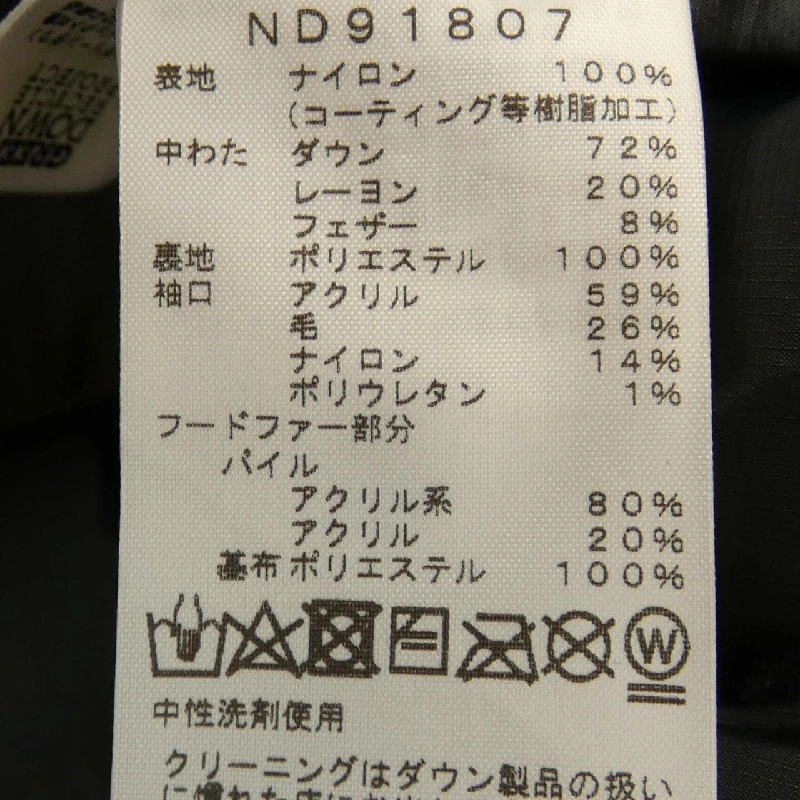 ND91807
表地 ナイロン 100%
(コーティング等樹脂加工)
中わた ダウン 72%
レーヨン 20%
フェザー 8%
裏地 ポリエステル 100%
袖口 アクリル 59%
毛 26%
ナイロン 14%
ポリウレタン 1%
フードファー部分
パイル
アクリル系 80%
アクリル 20%
基布 ポリエステル 100%
W
中性洗剤使用
クリーニングはダウン製品の扱い
GREEN
DOWN
RECYCLE
PROJECT